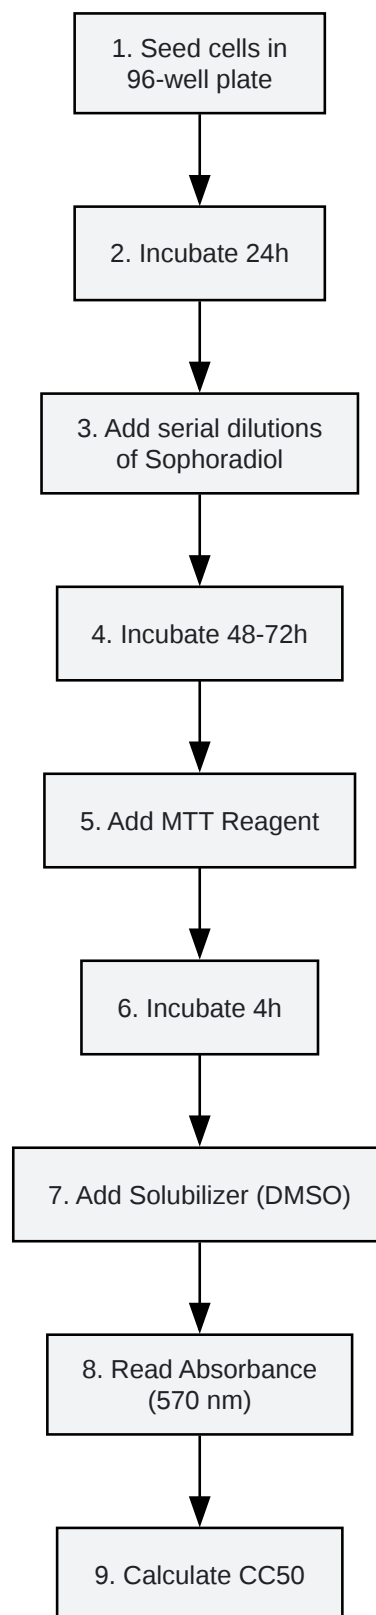 1. Seed cells in
96-well plate
2. Incubate 24h
3. Add serial dilutions
of Sophoradiol
4. Incubate 48-72h
5. Add MTT Reagent
6. Incubate 4h
7. Add Solubilizer (DMSO)
8. Read Absorbance
(570 nm)
9. Calculate CC50